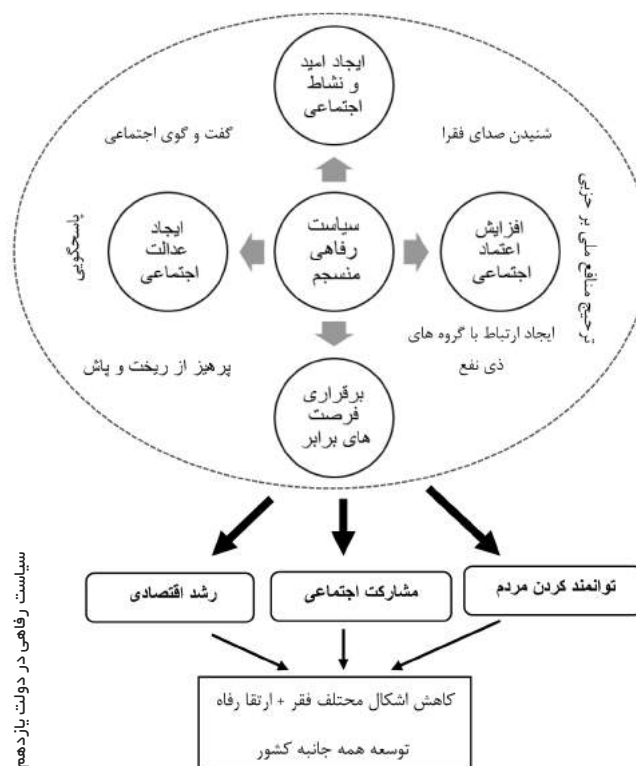 ایجاد امید
و نشاط
اجتماعی
شنیدن صدای فقرا
گفت و گوی اجتماعی
ترجیح منافع ملی بر حزبی
افزایش
اعتماد
اجتماعی
سیاست
رفاهی
منسجم
ایجاد
عدالت
اجتماعی
پاسخگویی
ایجاد ارتباط با گروه های
ذی نفع
پرهیز از ریخت و پاش
برقراری
فرصت
های برابر
توانمند کردن مردم
مشارکت اجتماعی
رشد اقتصادی
کاهش اشکال مختلف فقر + ارتقا رفاه
توسعه همه جانبه کشور
سیاست رفاهی در دولت یازدهم